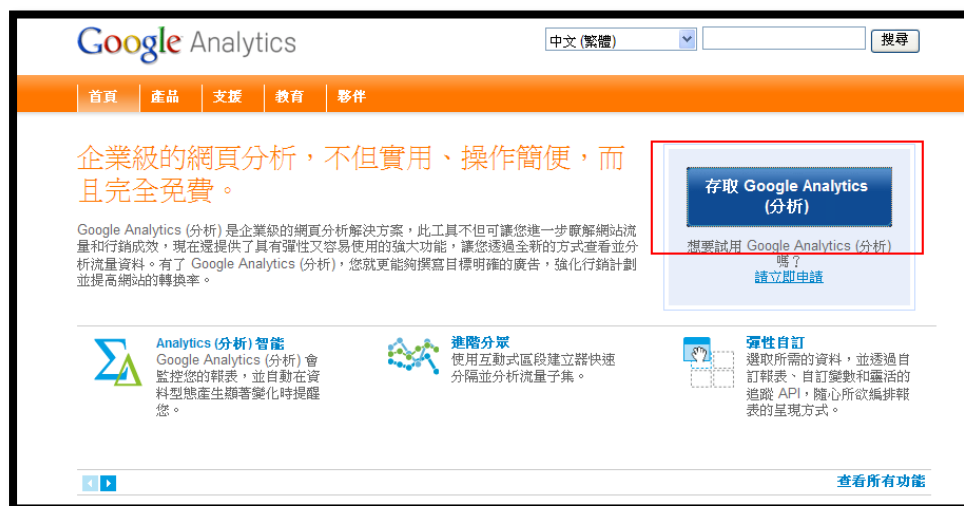 Google Analytics
中文 (繁體)
搜尋
首頁 產品 支援 教育 夥伴
企業級的網頁分析，不但實用、操作簡便，而
且完全免費。
Google Analytics (分析) 是企業級的網頁分析解決方案，此工具不但可讓您進一步瞭解網站流
量和行銷成效，現在還提供了具有彈性又容易使用的強大功能，讓您透過全新的方式查看並分
析流量資料。有了 Google Analytics (分析)，您就更能夠撰寫目標明確的廣告，強化行銷計劃
並提高網站的轉換率。
存取 Google Analytics
(分析)
想要試用 Google Analytics (分析)
嗎？
請立即申請
Analytics (分析) 智能
Google Analytics (分析) 會
監控您的報表，並自動在資
料型態產生顯著變化時提醒
您。
進階分眾
使用互動式區段建立器快速
分隔並分析流量子集。
彈性自訂
選取所需的資料，並透過自
訂報表、自訂變數和靈活的
追蹤 API，隨心所欲編排報
表的呈現方式。
查看所有功能